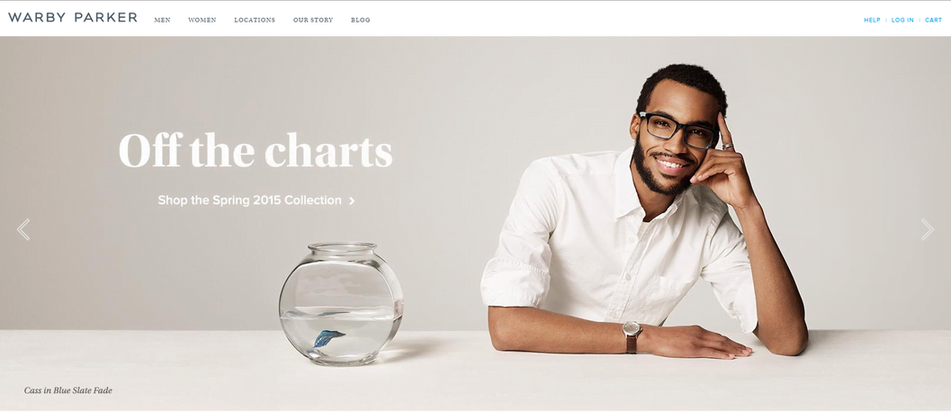 WARBY PARKER MEN WOMEN LOCATIONS OUR STORY BLOG HELP | LOG IN | CART
Off the charts
Shop the Spring 2015 Collection >
Cass in Blue Slate Fade